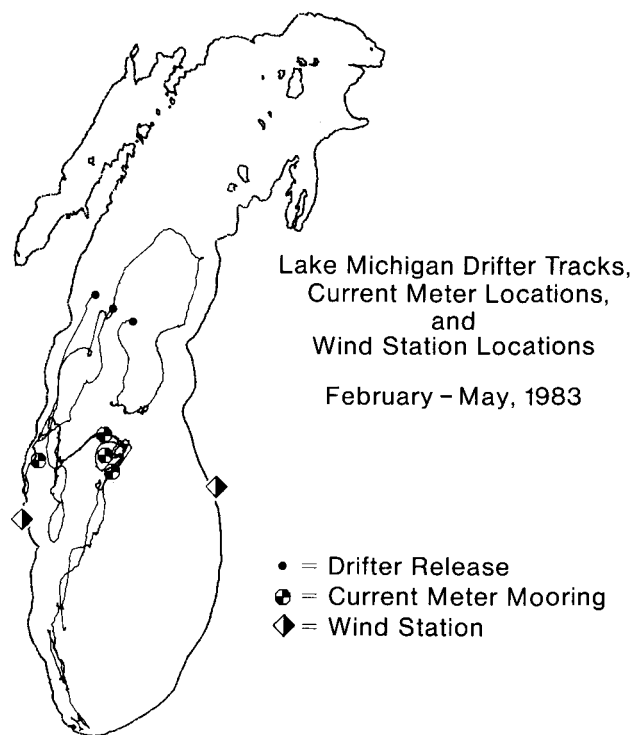 Lake Michigan Drifter Tracks,
Current Meter Locations,
and
Wind Station Locations
February – May, 1983
= Drifter Release
= Current Meter Mooring
= Wind Station